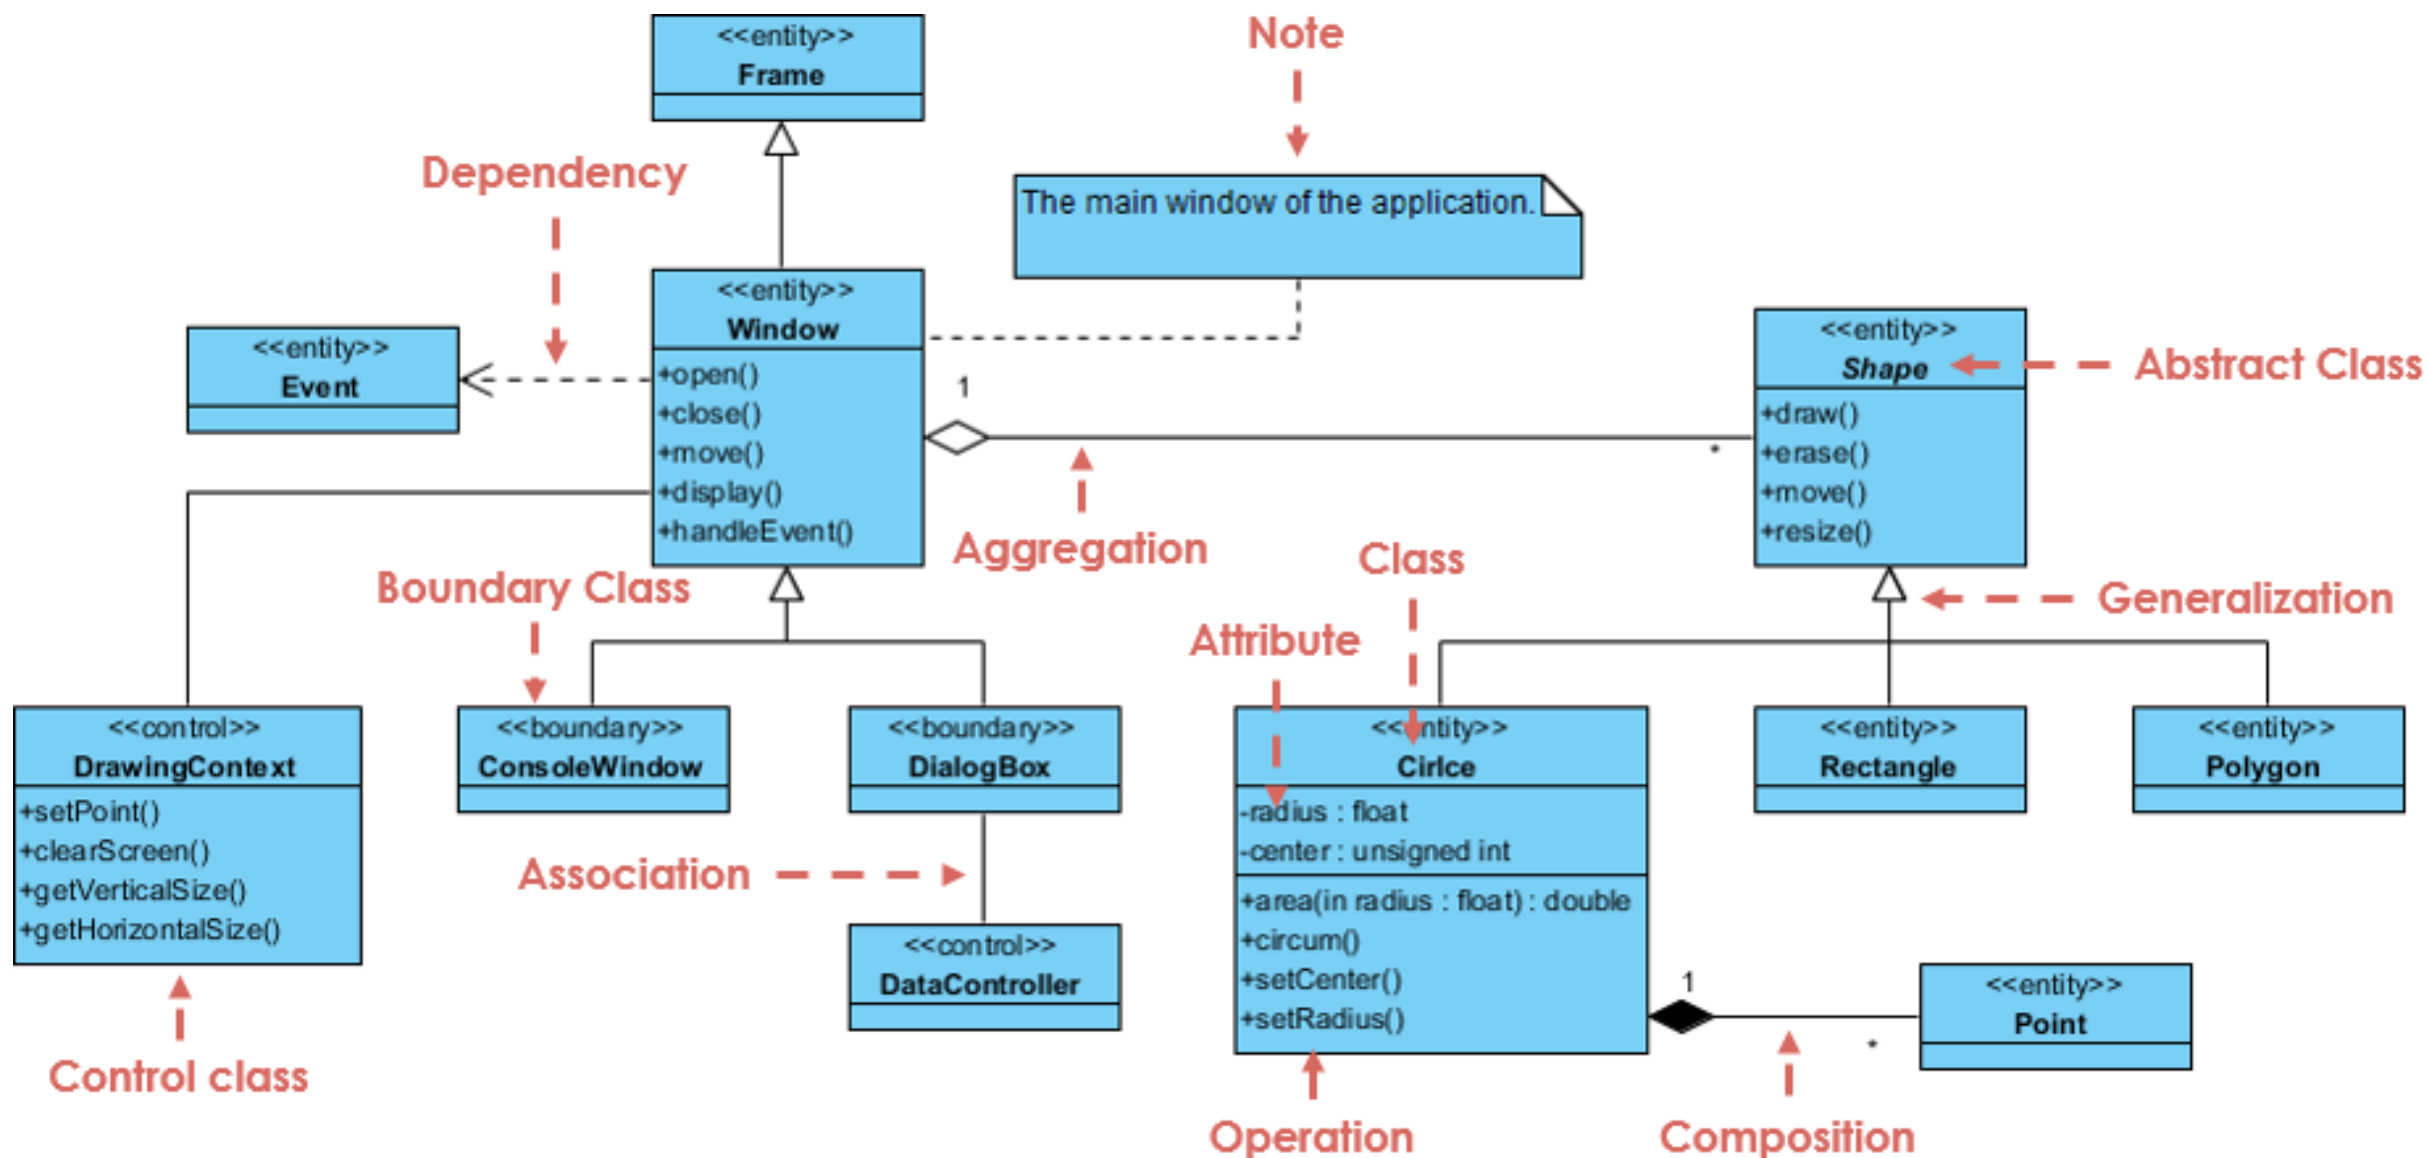 <<entity>>
Frame
Note
Dependency
The main window of the application.
<<entity>>
Window
+open()
+close()
+move()
+display()
+handleEvent()
<<entity>>
Event
1
*
<<entity>>
Shape
+draw()
+erase()
+move()
+resize()
Abstract Class
Aggregation
Class
Boundary Class
Generalization
Attribute
<<control>>
DrawingContext
+setPoint()
+clearScreen()
+getVerticalSize()
+getHorizontalSize()
<<boundary>>
ConsoleWindow
<<boundary>>
DialogBox
<<entity>>
Cirlce
-radius : float
-center : unsigned int
+area(in radius : float) : double
+circum()
+setCenter()
+setRadius()
<<entity>>
Rectangle
<<entity>>
Polygon
Association
<<control>>
DataController
1
*
<<entity>>
Point
Control class
Operation
Composition